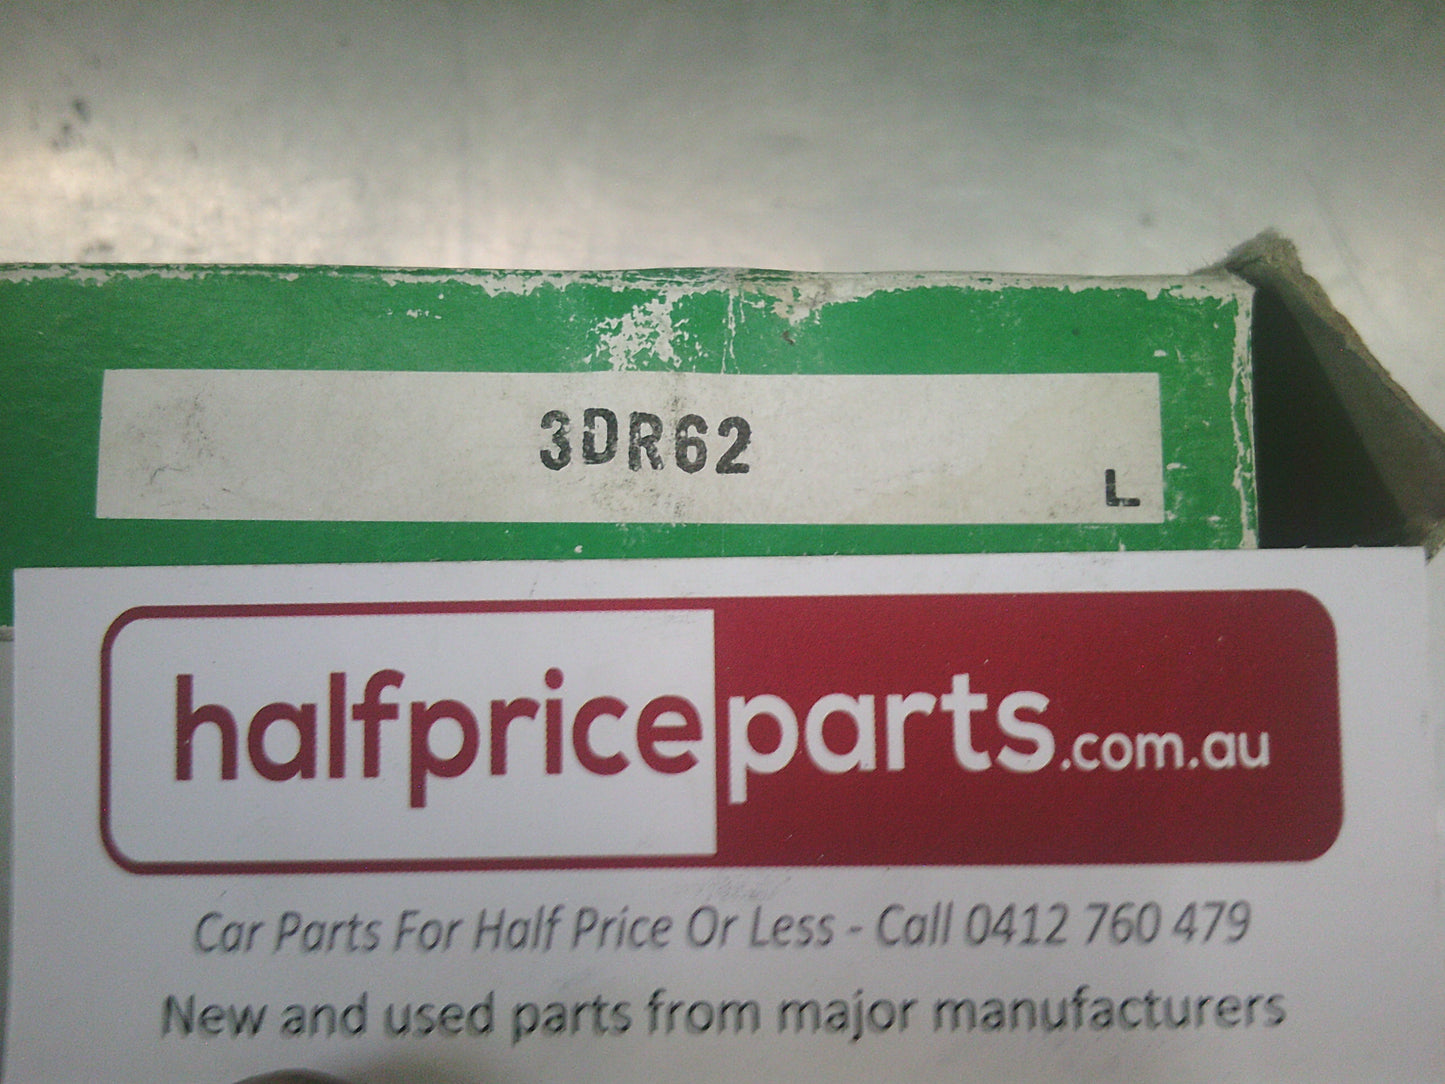 3DR62
L
halfpriceparts.com.au
Car Parts For Half Price Or Less - Call 0412 760 479
New and used parts from major manufacturers